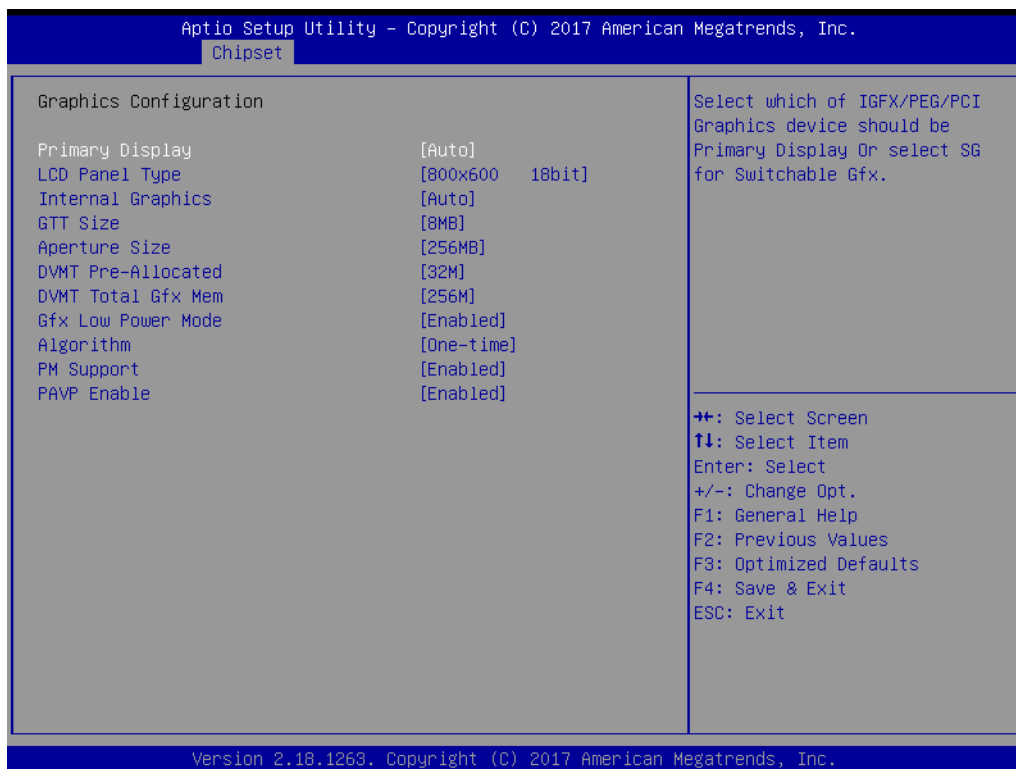 Aptio Setup Utility – Copyright (C) 2017 American Megatrends, Inc.
Chipset
Graphics Configuration
Primary Display [Auto]
LCD Panel Type [800x600 18bit]
Internal Graphics [Auto]
GTT Size [8MB]
Aperture Size [256MB]
DVMT Pre-Allocated [32M]
DVMT Total Gfx Mem [256M]
Gfx Low Power Mode [Enabled]
Algorithm [One-time]
PM Support [Enabled]
PAVP Enable [Enabled]
Select which of IGFX/PEG/PCI
Graphics device should be
Primary Display Or select SG
for Switchable Gfx.
→←: Select Screen
↑↓: Select Item
Enter: Select
+/-: Change Opt.
F1: General Help
F2: Previous Values
F3: Optimized Defaults
F4: Save & Exit
ESC: Exit
Version 2.18.1263. Copyright (C) 2017 American Megatrends, Inc.